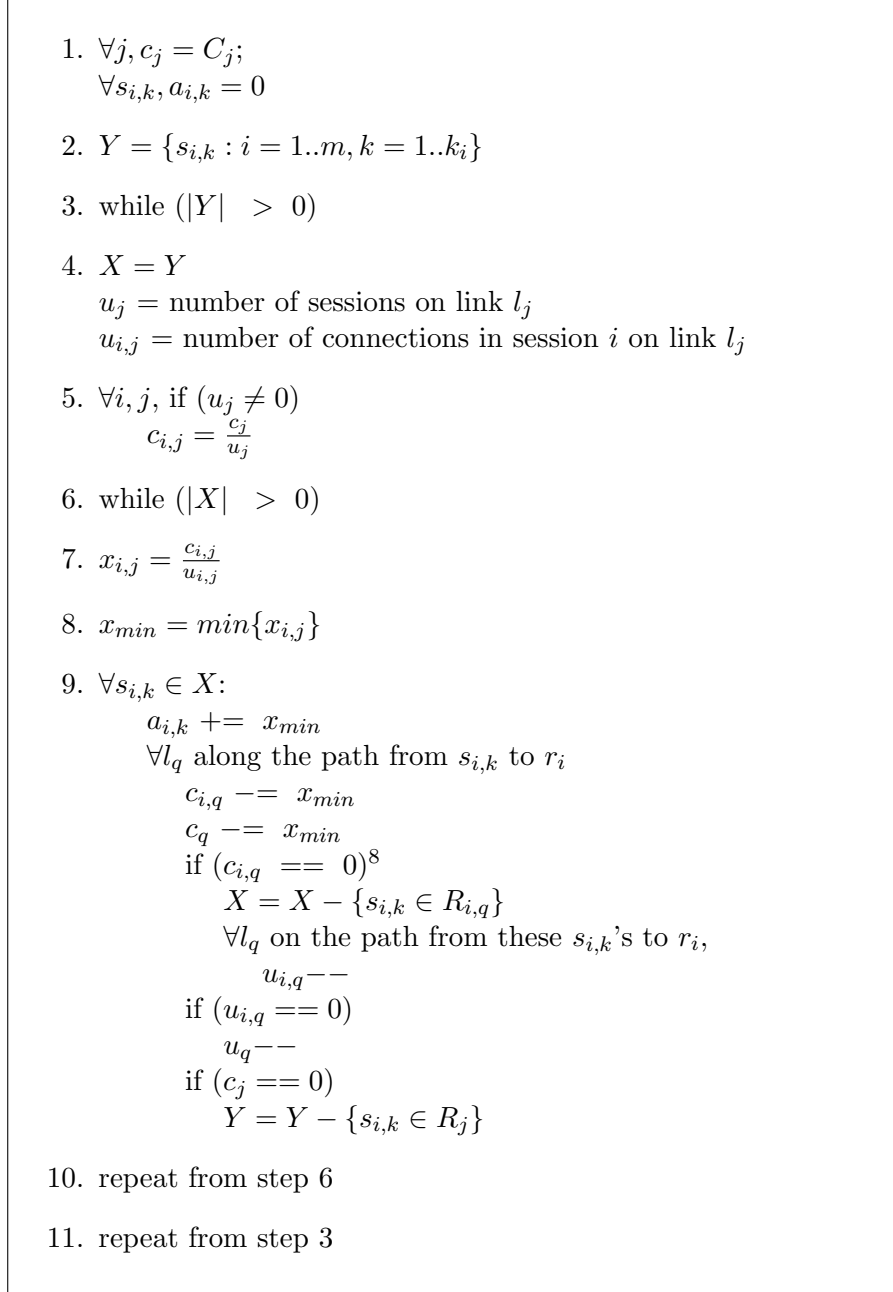 1. ∀j, c_j = C_j;
∀s_{i,k}, a_{i,k} = 0
2. Y = {s_{i,k} : i = 1..m, k = 1..k_i}
3. while (|Y| > 0)
4. X = Y
u_j = number of sessions on link l_j
u_{i,j} = number of connections in session i on link l_j
5. ∀i, j, if (u_j ≠ 0)
c_{i,j} = \frac{c_j}{u_j}
6. while (|X| > 0)
7. x_{i,j} = \frac{c_{i,j}}{u_{i,j}}
8. x_{min} = min{x_{i,j}}
9. ∀s_{i,k} ∈ X:
a_{i,k} += x_{min}
∀l_q along the path from s_{i,k} to r_i
c_{i,q} −= x_{min}
c_q −= x_{min}
if (c_{i,q} == 0)^8
X = X − {s_{i,k} ∈ R_{i,q}}
∀l_q on the path from these s_{i,k}'s to r_i,
u_{i,q}−−
if (u_{i,q} == 0)
u_q−−
if (c_j == 0)
Y = Y − {s_{i,k} ∈ R_j}
10. repeat from step 6
11. repeat from step 3